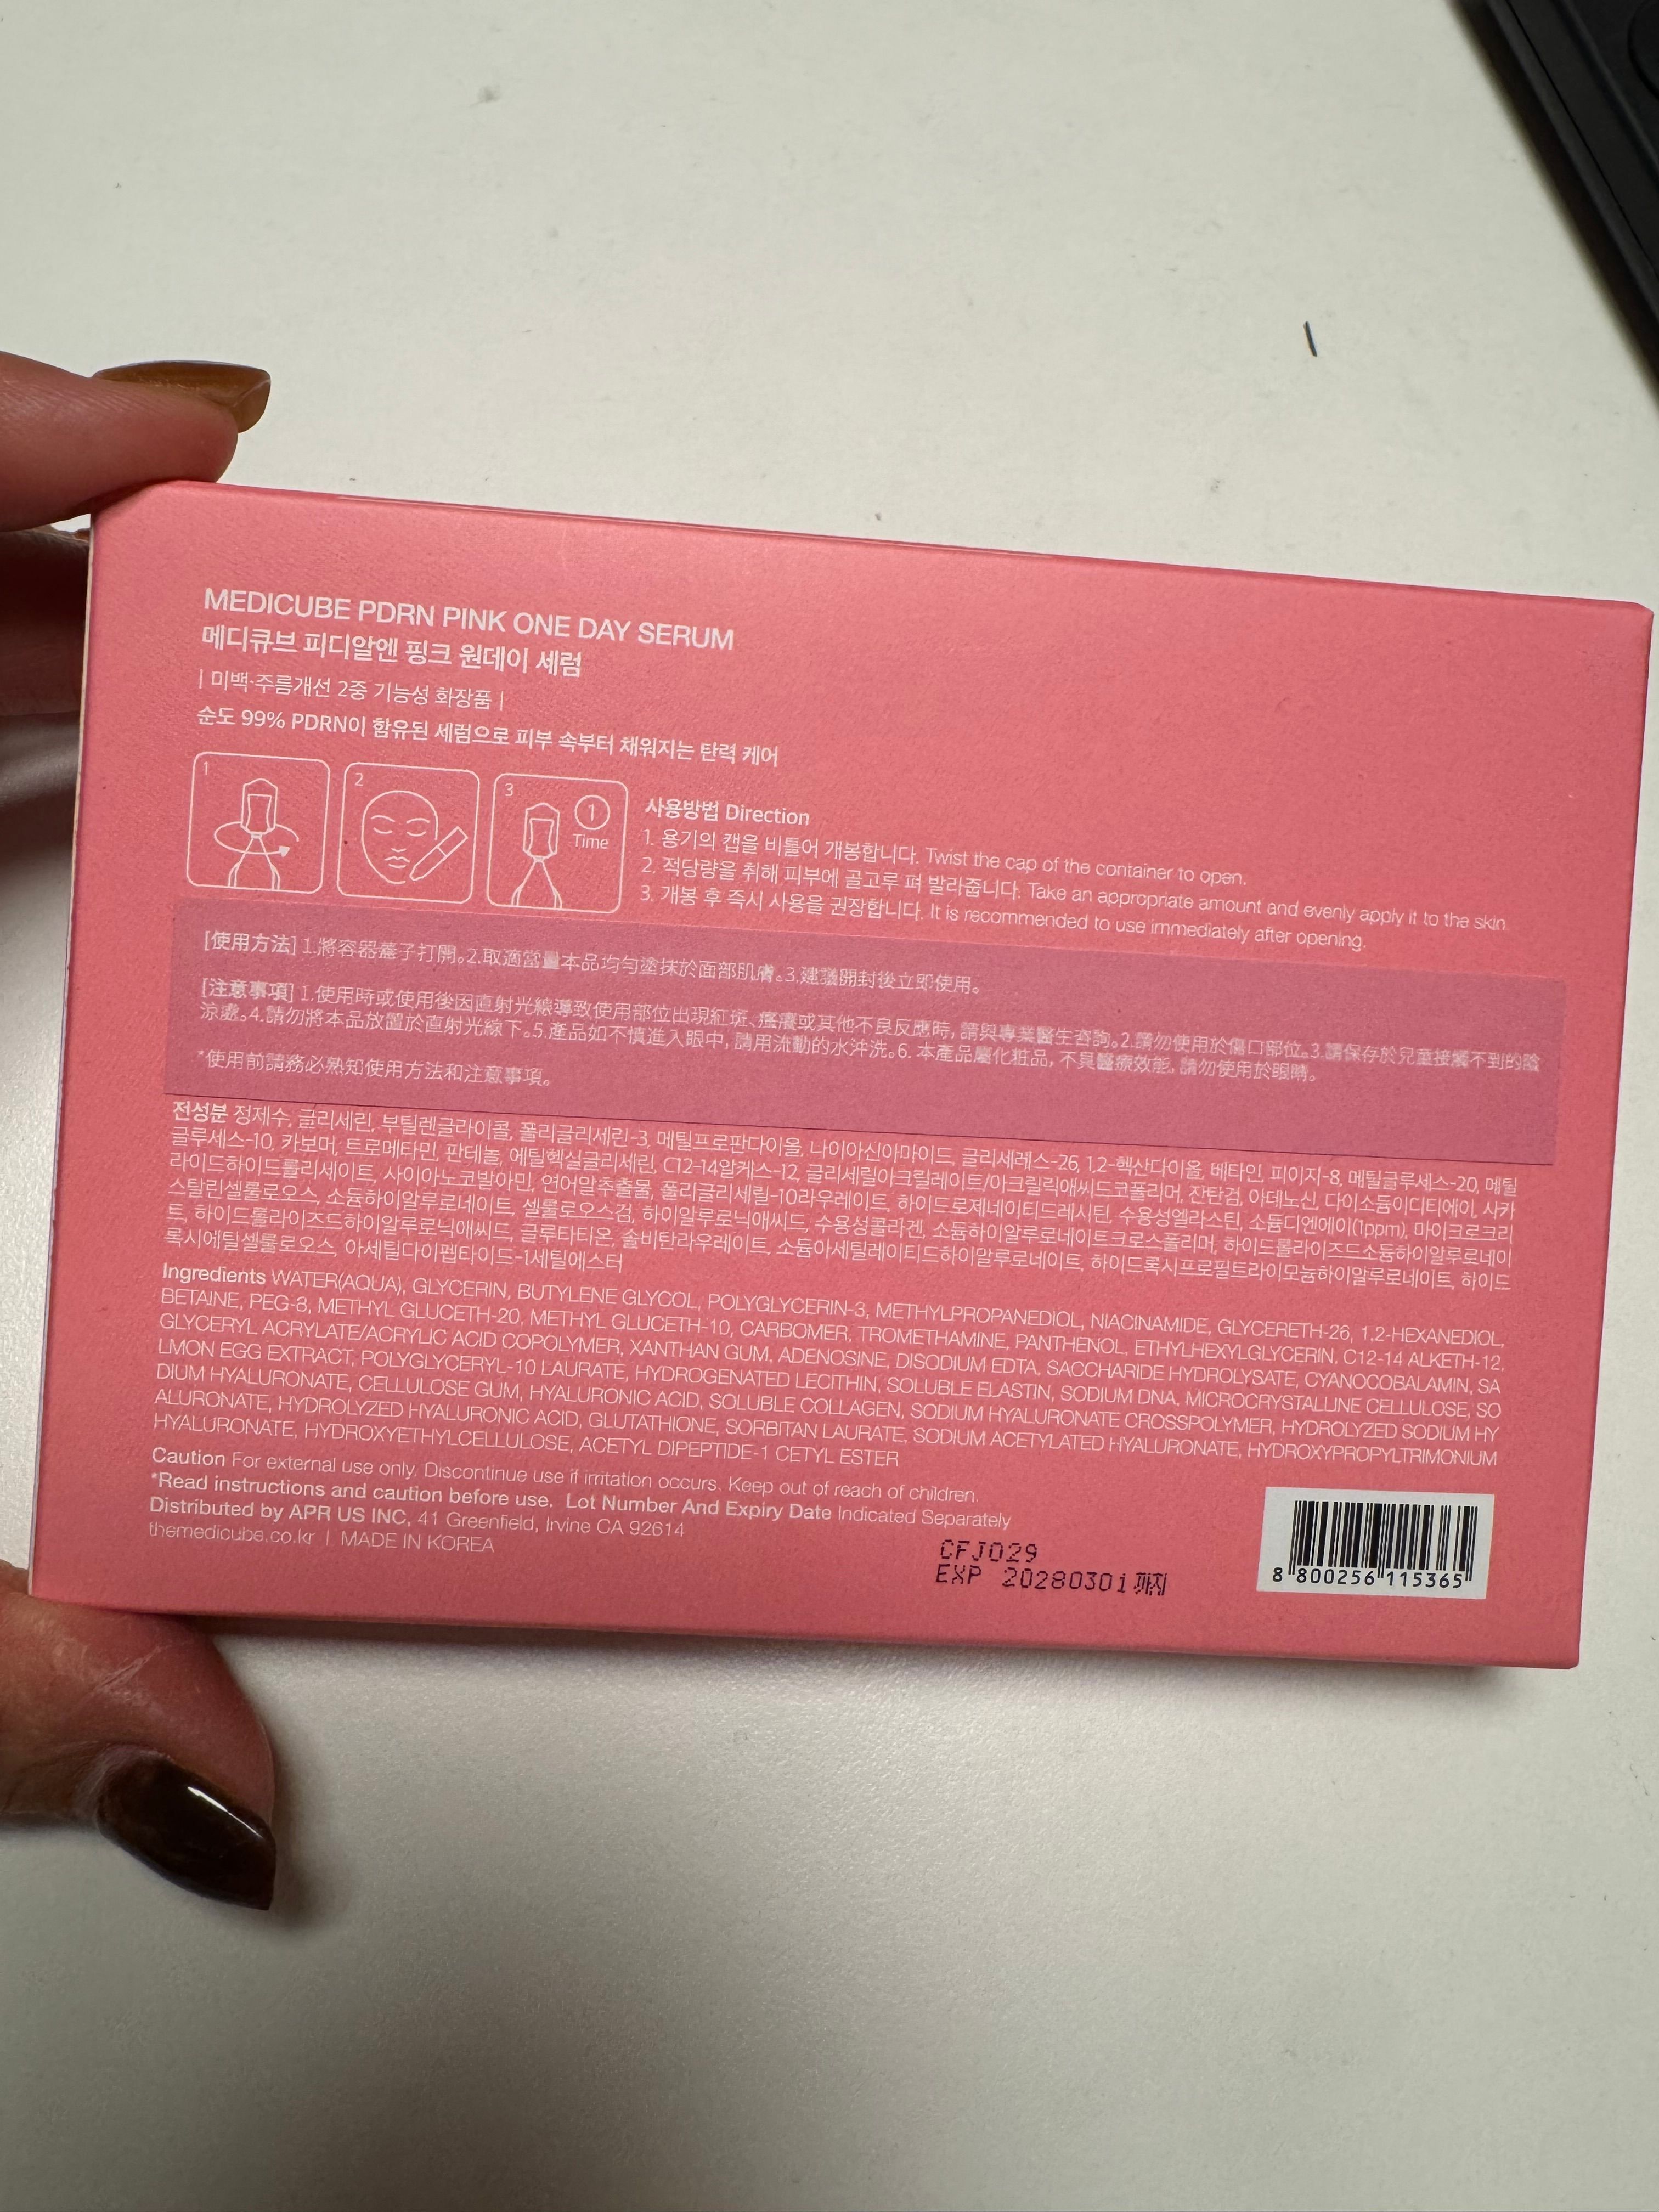 MEDICUBE PDRN PINK ONE DAY SERUM
메디큐브 피디알엔 핑크 원데이 세럼
| 미백·주름개선 2중 기능성 화장품 |
순도 99% PDRN이 함유된 세럼으로 피부 속부터 채워지는 탄력 케어
1
2
3
1
Time
사용방법 Direction
1. 용기의 캡을 비틀어 개봉합니다. Twist the cap of the container to open.
2. 적당량을 취해 피부에 골고루 펴 발라줍니다. Take an appropriate amount and evenly apply it to the skin.
3. 개봉 후 즉시 사용을 권장합니다. It is recommended to use immediately after opening.
[使用方法] 1.將容器蓋子打開。2.取適當量本品均勻塗抹於面部肌膚。3.建議開封後立即使用。
[注意事項] 1.使用時或使用後因直射光線導致使用部位出現紅斑、瘙癢或其他不良反應時, 請與專業醫生咨詢。2.請勿使用於傷口部位。3.請保存於兒童接觸不到的陰
涼處。4.請勿將本品放置於直射光線下。5.產品如不慎進入眼中, 請用流動的水沖洗。6. 本產品屬化粧品, 不具醫療效能, 請勿使用於眼睛。
*使用前請務必熟知使用方法和注意事項。
전성분 정제수, 글리세린, 부틸렌글라이콜, 폴리글리세린-3, 메틸프로판다이올, 나이아신아마이드, 글리세레스-26, 1,2-헥산다이올, 베타인, 피이지-8, 메틸글루세스-20, 메틸
글루세스-10, 카보머, 트로메타민, 판테놀, 에틸헥실글리세린, C12-14알케스-12, 글리세릴아크릴레이트/아크릴릭애씨드코폴리머, 잔탄검, 아데노신, 다이소듐이디티에이, 사카
라이드하이드롤리세이트, 사이아노코발아민, 연어알추출물, 폴리글리세릴-10라우레이트, 하이드로제네이티드레시틴, 수용성엘라스틴, 소듐디엔에이(1ppm), 마이크로크리
스탈린셀룰로오스, 소듐하이알루로네이트, 셀룰로오스검, 하이알루로닉애씨드, 수용성콜라겐, 소듐하이알루로네이트크로스폴리머, 하이드롤라이즈드소듐하이알루로네이
트, 하이드롤라이즈드하이알루로닉애씨드, 글루타티온, 솔비탄라우레이트, 소듐아세틸레이티드하이알루로네이트, 하이드록시프로필트라이모늄하이알루로네이트, 하이드
록시에틸셀룰로오스, 아세틸다이펩타이드-1세틸에스터
Ingredients WATER(AQUA), GLYCERIN, BUTYLENE GLYCOL, POLYGLYCERIN-3, METHYLPROPANEDIOL, NIACINAMIDE, GLYCERETH-26, 1,2-HEXANEDIOL,
BETAINE, PEG-8, METHYL GLUCETH-20, METHYL GLUCETH-10, CARBOMER, TROMETHAMINE, PANTHENOL, ETHYLHEXYLGLYCERIN, C12-14 ALKETH-12,
GLYCERYL ACRYLATE/ACRYLIC ACID COPOLYMER, XANTHAN GUM, ADENOSINE, DISODIUM EDTA, SACCHARIDE HYDROLYSATE, CYANOCOBALAMIN, SA
LMON EGG EXTRACT, POLYGLYCERYL-10 LAURATE, HYDROGENATED LECITHIN, SOLUBLE ELASTIN, SODIUM DNA, MICROCRYSTALLINE CELLULOSE, SO
DIUM HYALURONATE, CELLULOSE GUM, HYALURONIC ACID, SOLUBLE COLLAGEN, SODIUM HYALURONATE CROSSPOLYMER, HYDROLYZED SODIUM HY
ALURONATE, HYDROLYZED HYALURONIC ACID, GLUTATHIONE, SORBITAN LAURATE, SODIUM ACETYLATED HYALURONATE, HYDROXYPROPYLTRIMONIUM
HYALURONATE, HYDROXYETHYLCELLULOSE, ACETYL DIPEPTIDE-1 CETYL ESTER
Caution For external use only. Discontinue use if irritation occurs. Keep out of reach of children.
*Read instructions and caution before use. Lot Number And Expiry Date Indicated Separately
Distributed by APR US INC, 41 Greenfield, Irvine CA 92614
themedicube.co.kr | MADE IN KOREA
CFJ029
EXP 20280301 까지
8 800256 115365